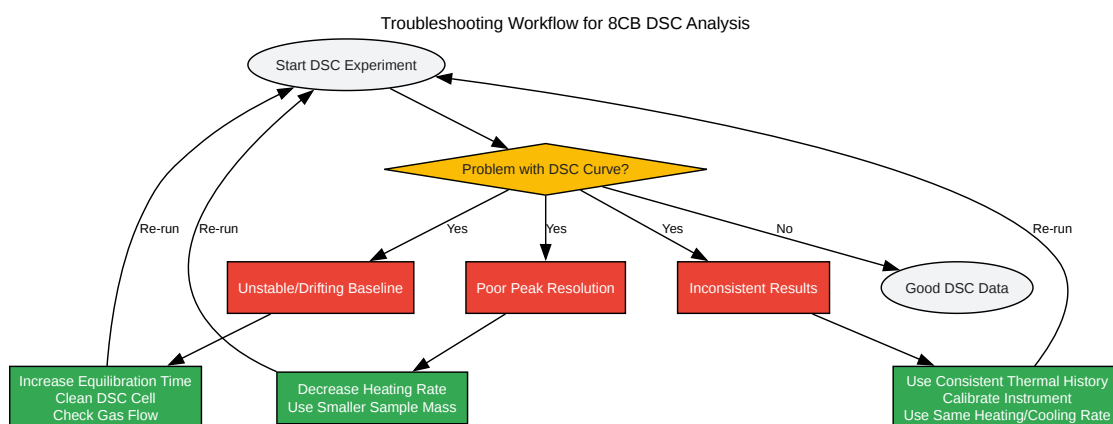 Troubleshooting Workflow for 8CB DSC Analysis
Start DSC Experiment
Problem with DSC Curve?
Re-run
Re-run
Yes
Yes
Yes
No
Re-run
Unstable/Drifting Baseline
Poor Peak Resolution
Inconsistent Results
Good DSC Data
Increase Equilibration Time
Clean DSC Cell
Check Gas Flow
Decrease Heating Rate
Use Smaller Sample Mass
Use Consistent Thermal History
Calibrate Instrument
Use Same Heating/Cooling Rate